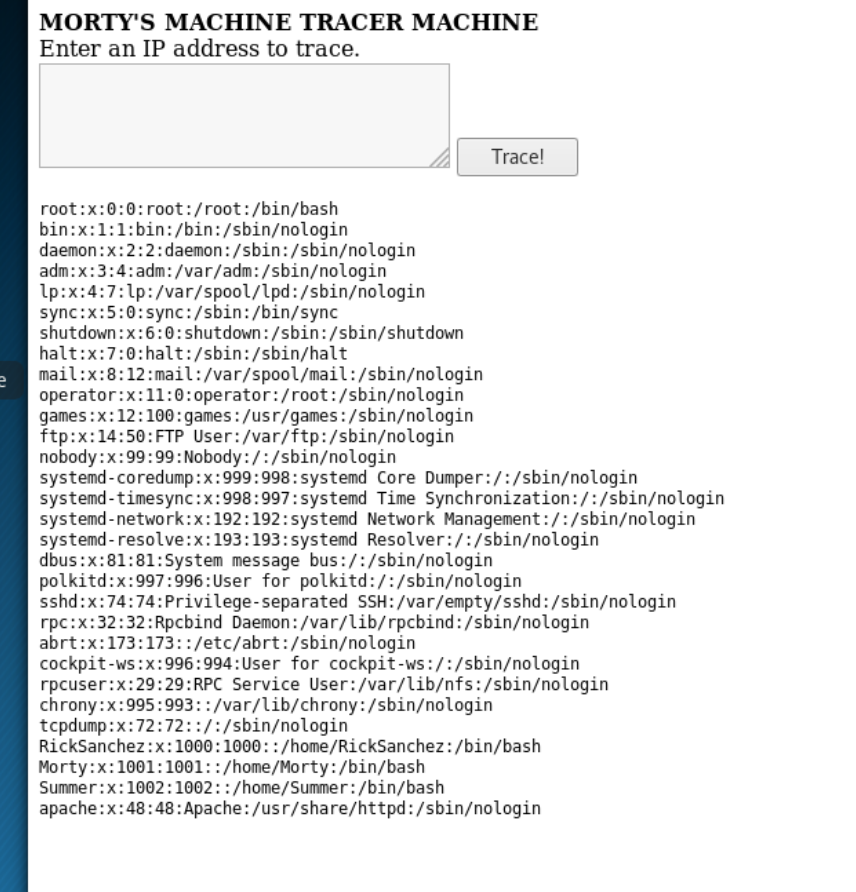 MORTY'S MACHINE TRACER MACHINE
Enter an IP address to trace.
Trace!
root:x:0:0:root:/root:/bin/bash
bin:x:1:1:bin:/bin:/sbin/nologin
daemon:x:2:2:daemon:/sbin:/sbin/nologin
adm:x:3:4:adm:/var/adm:/sbin/nologin
lp:x:4:7:lp:/var/spool/lpd:/sbin/nologin
sync:x:5:0:sync:/sbin:/bin/sync
shutdown:x:6:0:shutdown:/sbin:/sbin/shutdown
halt:x:7:0:halt:/sbin:/sbin/halt
mail:x:8:12:mail:/var/spool/mail:/sbin/nologin
operator:x:11:0:operator:/root:/sbin/nologin
games:x:12:100:games:/usr/games:/sbin/nologin
ftp:x:14:50:FTP User:/var/ftp:/sbin/nologin
nobody:x:99:99:Nobody:/:/sbin/nologin
systemd-coredump:x:999:998:systemd Core Dumper:/:/sbin/nologin
systemd-timesync:x:998:997:systemd Time Synchronization:/:/sbin/nologin
systemd-network:x:192:192:systemd Network Management:/:/sbin/nologin
systemd-resolve:x:193:193:systemd Resolver:/:/sbin/nologin
dbus:x:81:81:System message bus:/:/sbin/nologin
polkitd:x:997:996:User for polkitd:/:/sbin/nologin
sshd:x:74:74:Privilege-separated SSH:/var/empty/sshd:/sbin/nologin
rpc:x:32:32:Rpcbind Daemon:/var/lib/rpcbind:/sbin/nologin
abrt:x:173:173::/etc/abrt:/sbin/nologin
cockpit-ws:x:996:994:User for cockpit-ws:/:/sbin/nologin
rpcuser:x:29:29:RPC Service User:/var/lib/nfs:/sbin/nologin
chrony:x:995:993::/var/lib/chrony:/sbin/nologin
tcpdump:x:72:72::/:/sbin/nologin
RickSanchez:x:1000:1000::/home/RickSanchez:/bin/bash
Morty:x:1001:1001::/home/Morty:/bin/bash
Summer:x:1002:1002::/home/Summer:/bin/bash
apache:x:48:48:Apache:/usr/share/httpd:/sbin/nologin